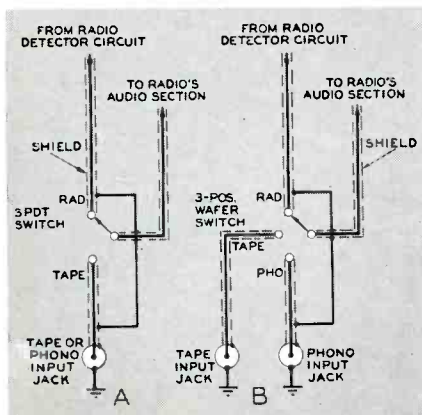 FROM RADIO
DETECTOR CIRCUIT
TO RADIO'S
AUDIO SECTION
SHIELD
3PDT
SWITCH
RAD
TAPE
TAPE OR
PHONO
INPUT
JACK
A
FROM RADIO
DETECTOR CIRCUIT
TO RADIO'S
AUDIO SECTION
SHIELD
3-POS.
WAFER
SWITCH
RAD
TAPE
PHO
TAPE
INPUT
JACK
B
PHONO
INPUT
JACK